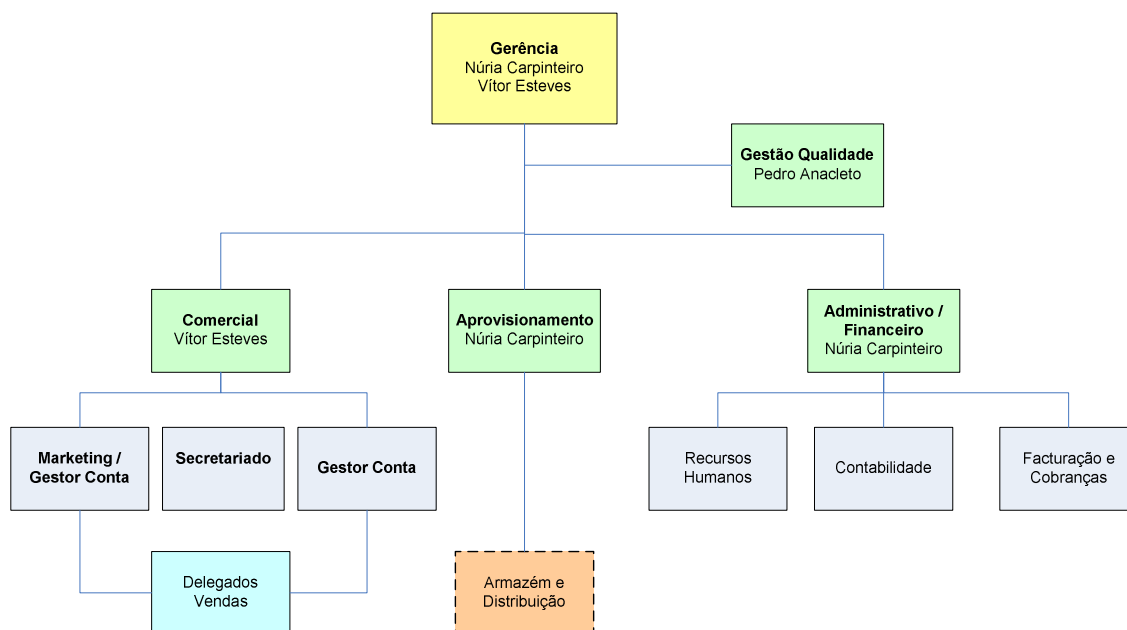 Gerência
Núria Carpinteiro
Vítor Esteves
Gestão Qualidade
Pedro Anacleto
Comercial
Vítor Esteves
Aprovisionamento
Núria Carpinteiro
Administrativo /
Financeiro
Núria Carpinteiro
Marketing /
Gestor Conta
Secretariado
Gestor Conta
Recursos
Humanos
Contabilidade
Facturação e
Cobranças
Delegados
Vendas
Armazém e
Distribuição